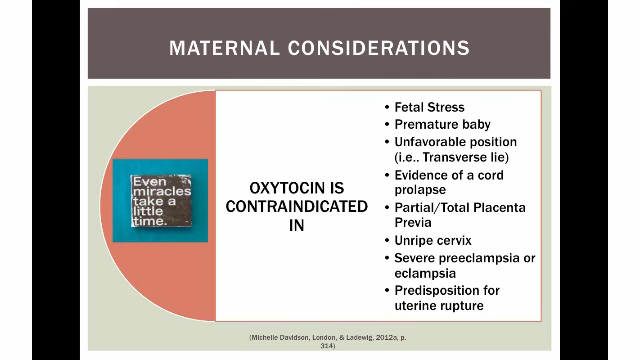 MATERNAL CONSIDERATIONS
Even
miracles
take a
little
time.
OXYTOCIN IS
CONTRAINDICATED
IN
• Fetal Stress
• Premature baby
• Unfavorable position
(i.e.. Transverse lie)
• Evidence of a cord
prolapse
• Partial/Total Placenta
Previa
• Unripe cervix
• Severe preeclampsia or
eclampsia
• Predisposition for
uterine rupture
(Michelle Davidson, London, & Ladewig, 2012a, p.
314)